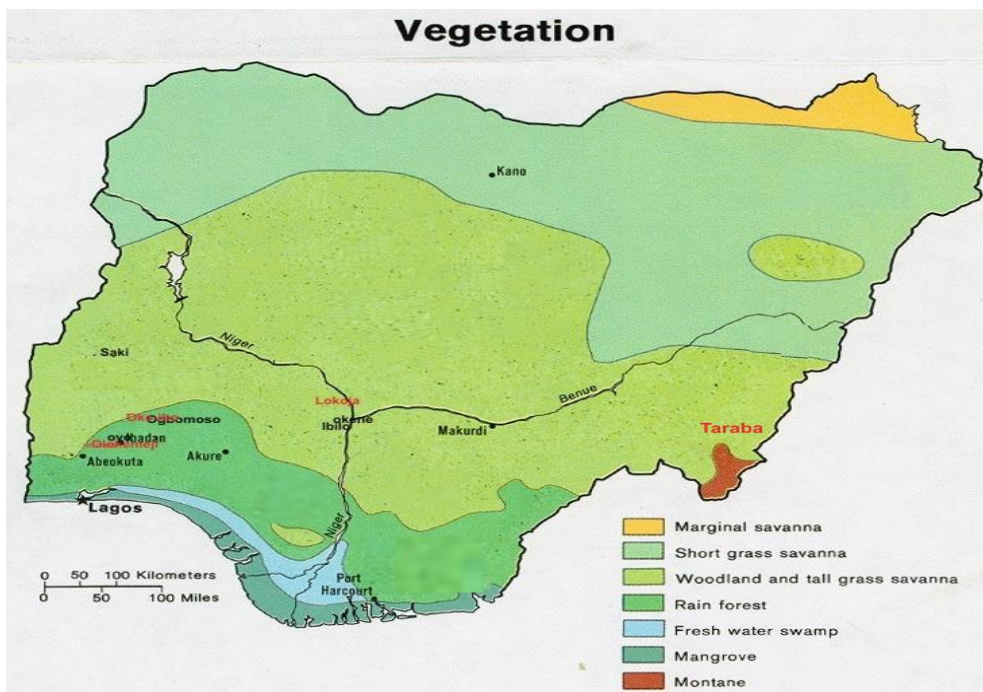 Vegetation
Kano
Saki
Niger
Benue
Lokoja
Ogbomoso
okene
Ibilo
Makurdi
Taraba
Abeokuta
Akure
Lagos
Niger
Port
Harcourt
0 50 100 Kilometers
0 50 100 Miles
Marginal savanna
Short grass savanna
Woodland and tall grass savanna
Rain forest
Fresh water swamp
Mangrove
Montane